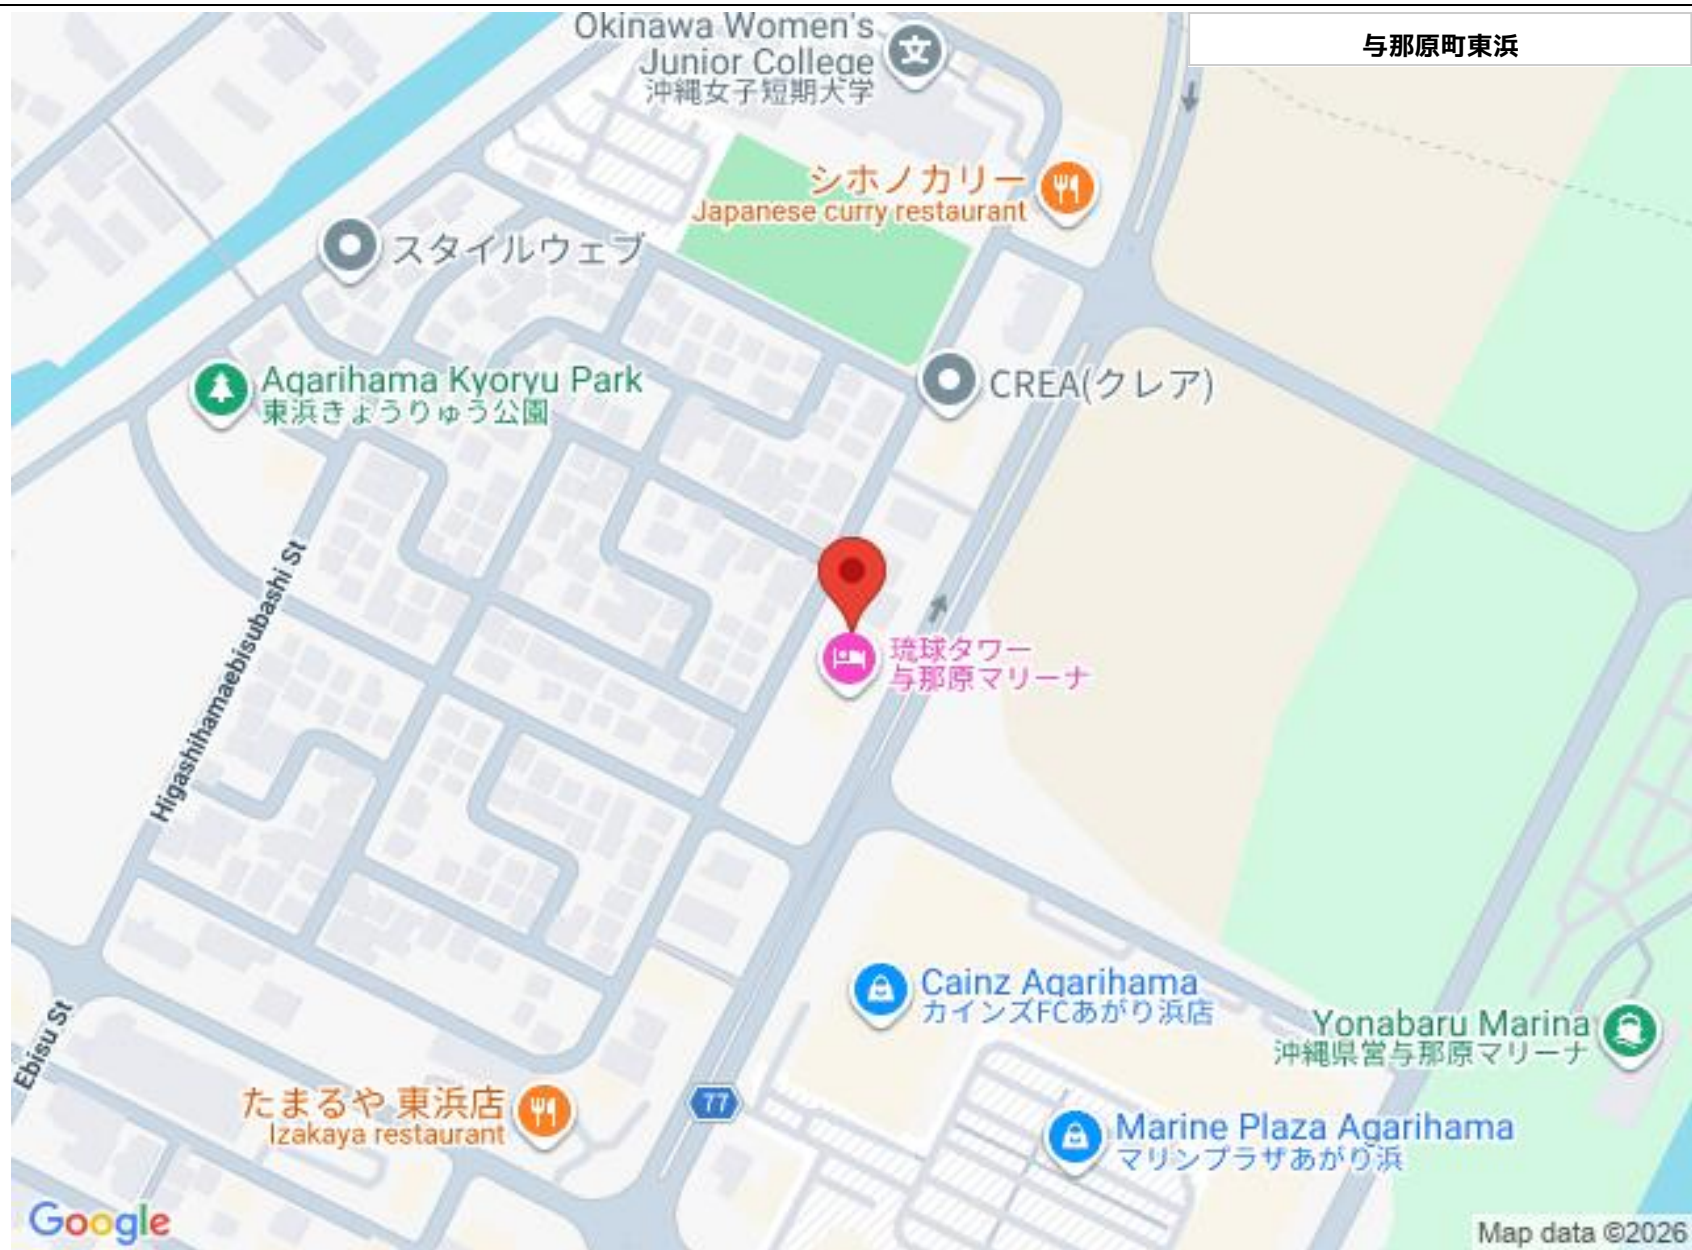 与那原町東浜
Okinawa Women's
Junior College
沖縄女子短期大学
シホノカリー
Japanese curry restaurant
スタイルウェブ
Agarihama Kyoryu Park
東浜きょうりゅう公園
CREA(クレア)
Higashihamaebisubashi St
琉球タワー
与那原マリーナ
Cainz Agarihama
カインズFCあがり浜店
Yonabaru Marina
沖縄県営与那原マリーナ
Ebisu St
たまるや 東浜店
Izakaya restaurant
77
Marine Plaza Agarihama
マリンプラザあがり浜
Google
Map data ©2026